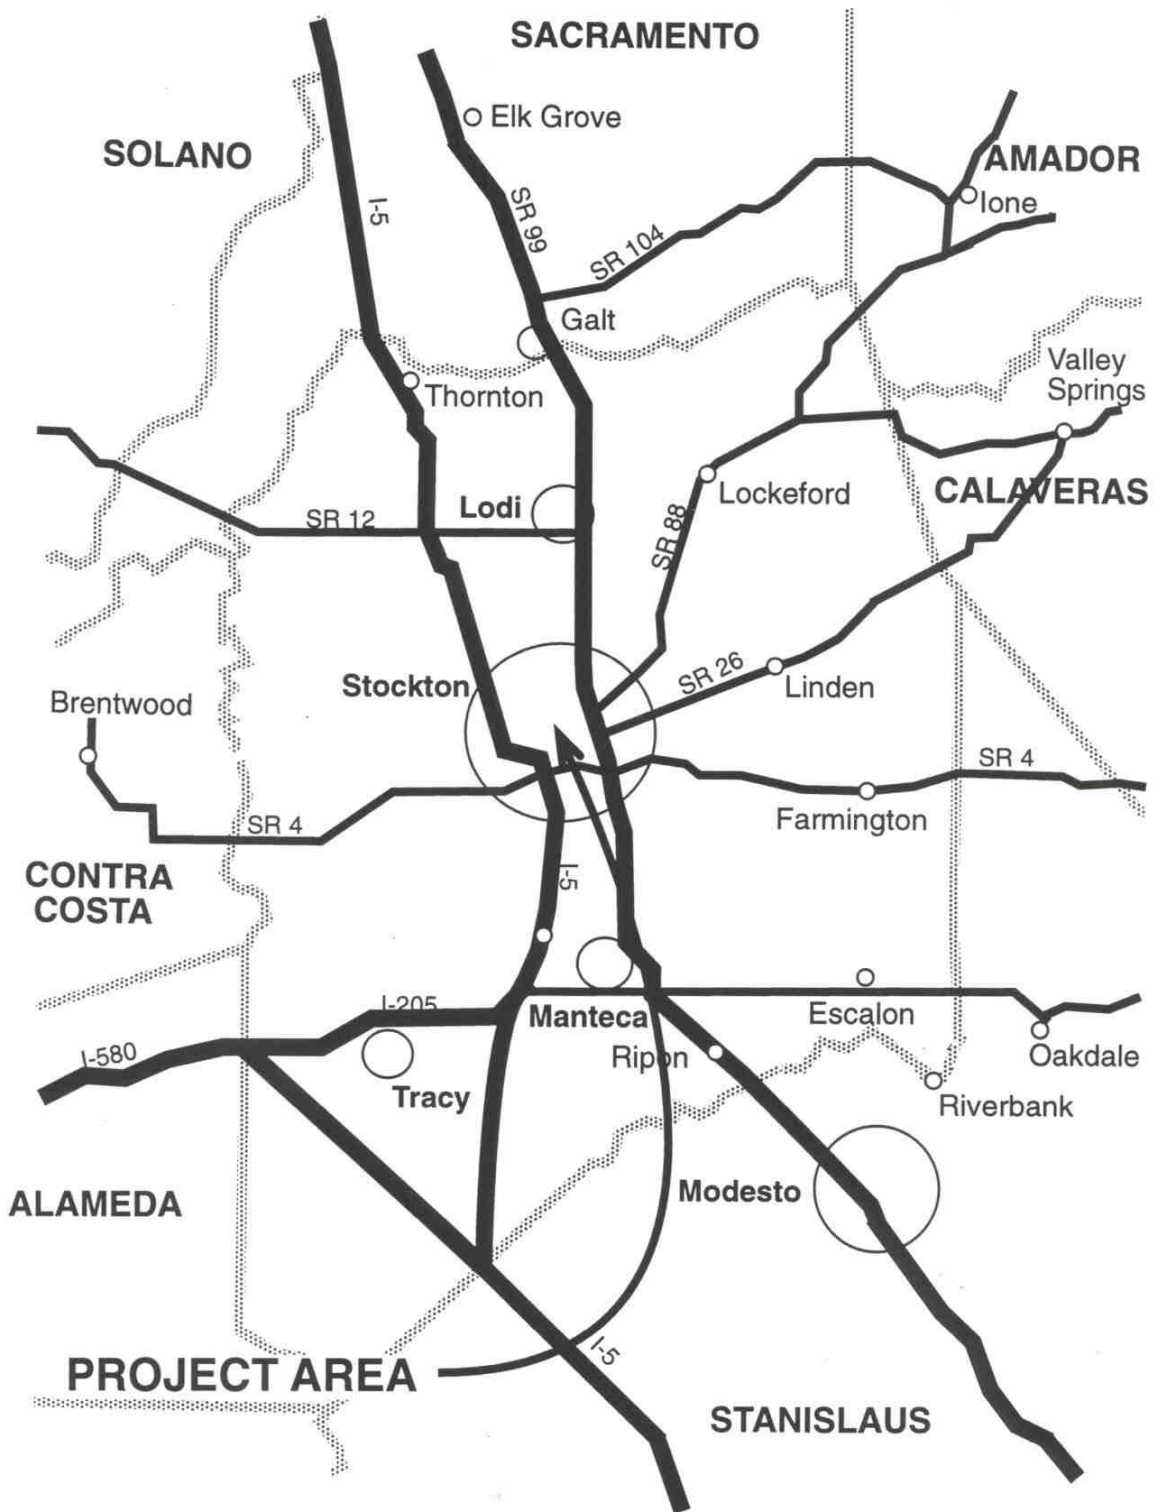 SACRAMENTO
Elk Grove
SOLANO
AMADOR
Ione
I-5
SR 99
SR 104
Galt
Valley
Springs
Thornton
Lodi
Lockeford
CALAVERAS
SR 12
SR 88
Stockton
SR 26
Linden
Brentwood
SR 4
Farmington
SR 4
CONTRA
COSTA
I-5
I-205
Manteca
Escalon
I-580
Ripon
Oakdale
Tracy
Riverbank
ALAMEDA
Modesto
I-5
PROJECT AREA
STANISLAUS